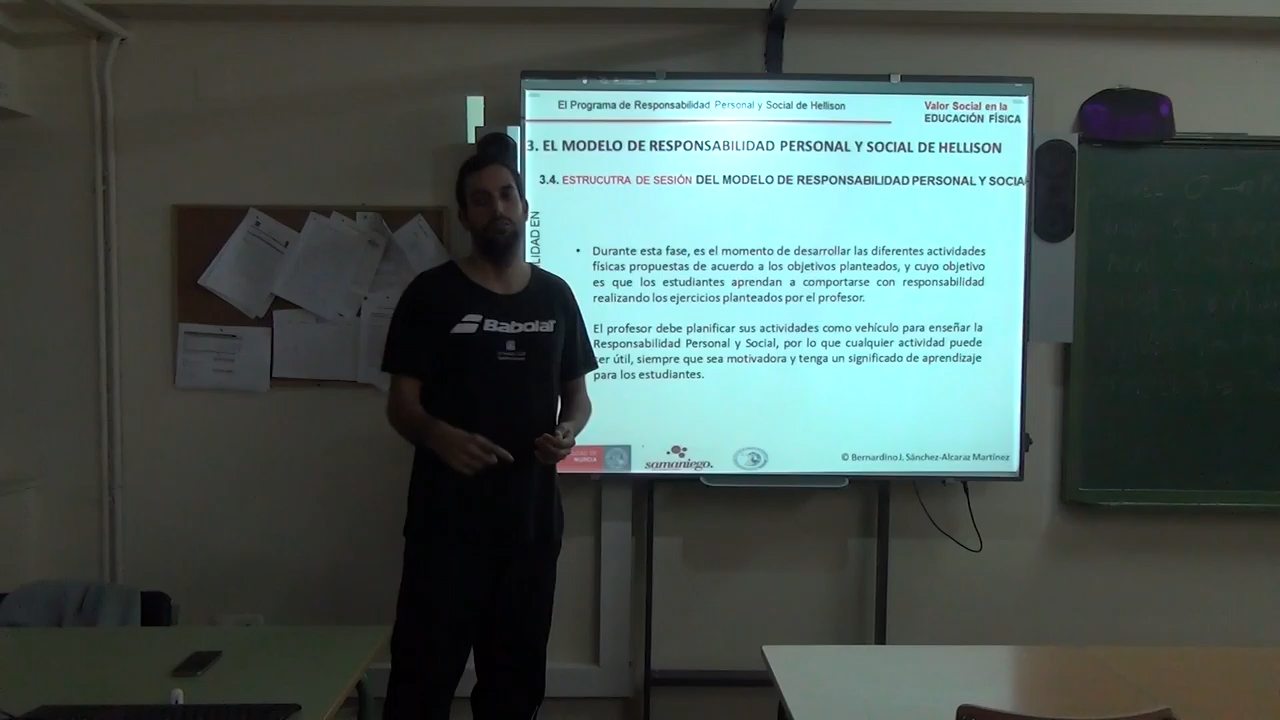 El Programa de Responsabilidad Personal y Social de Hellison
Valor Social en la
EDUCACIÓN FÍSICA
3. EL MODELO DE RESPONSABILIDAD PERSONAL Y SOCIAL DE HELLISON
3.4. ESTRUCUTRA DE SESIÓN DEL MODELO DE RESPONSABILIDAD PERSONAL Y SOCIA
LIDAD EN
• Durante esta fase, es el momento de desarrollar las diferentes actividades
físicas propuestas de acuerdo a los objetivos planteados, y cuyo objetivo
es que los estudiantes aprendan a comportarse con responsabilidad
realizando los ejercicios planteados por el profesor.
El profesor debe planificar sus actividades como vehículo para enseñar la
Responsabilidad Personal y Social, por lo que cualquier actividad puede
ser útil, siempre que sea motivadora y tenga un significado de aprendizaje
para los estudiantes.
Babolat
MURCIA
samaniego.
© Bernardino J. Sánchez-Alcaraz Martínez